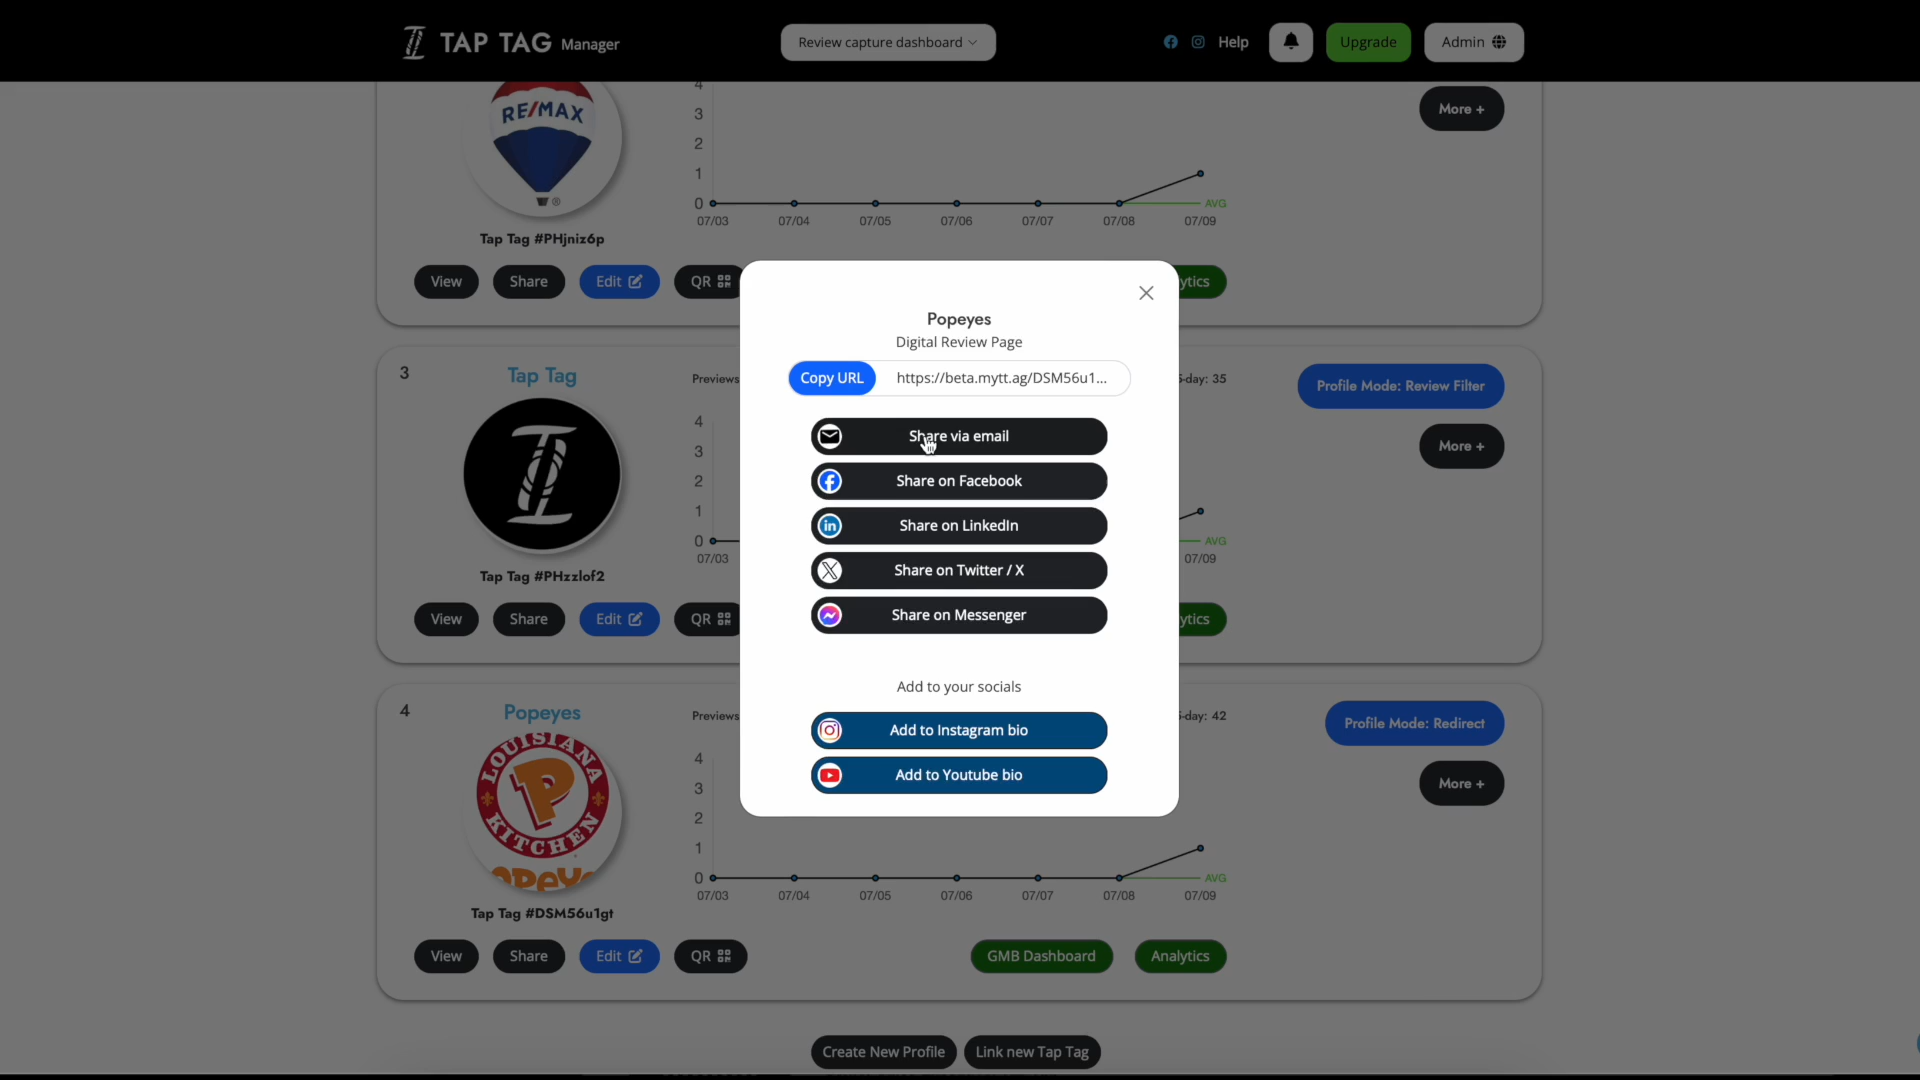 TAP TAG Manager
Review capture dashboard
Help
Upgrade
Admin
RE/MAX
®
4
3
2
1
0
AVG
07/03 07/04 07/05 07/06 07/07 07/08 07/09
More +
Tap Tag #PHjniz6p
View
Share
Edit
QR
ytics
3
Tap Tag
Previews
-day: 35
Profile Mode: Review Filter
More +
4
3
2
1
0
AVG
07/03
07/09
Tap Tag #PHzzlof2
View
Share
Edit
QR
ytics
Popeyes
Digital Review Page
Copy URL
https://beta.mytt.ag/DSM56u1...
Share via email
Share on Facebook
Share on LinkedIn
Share on Twitter / X
Share on Messenger
Add to your socials
Add to Instagram bio
Add to Youtube bio
4
Popeyes
Previews
-day: 42
Profile Mode: Redirect
More +
LOUISIANA
P
KITCHEN
4
3
2
1
0
AVG
07/03 07/04 07/05 07/06 07/07 07/08 07/09
Tap Tag #DSM56u1gt
View
Share
Edit
QR
GMB Dashboard
Analytics
Create New Profile
Link new Tap Tag